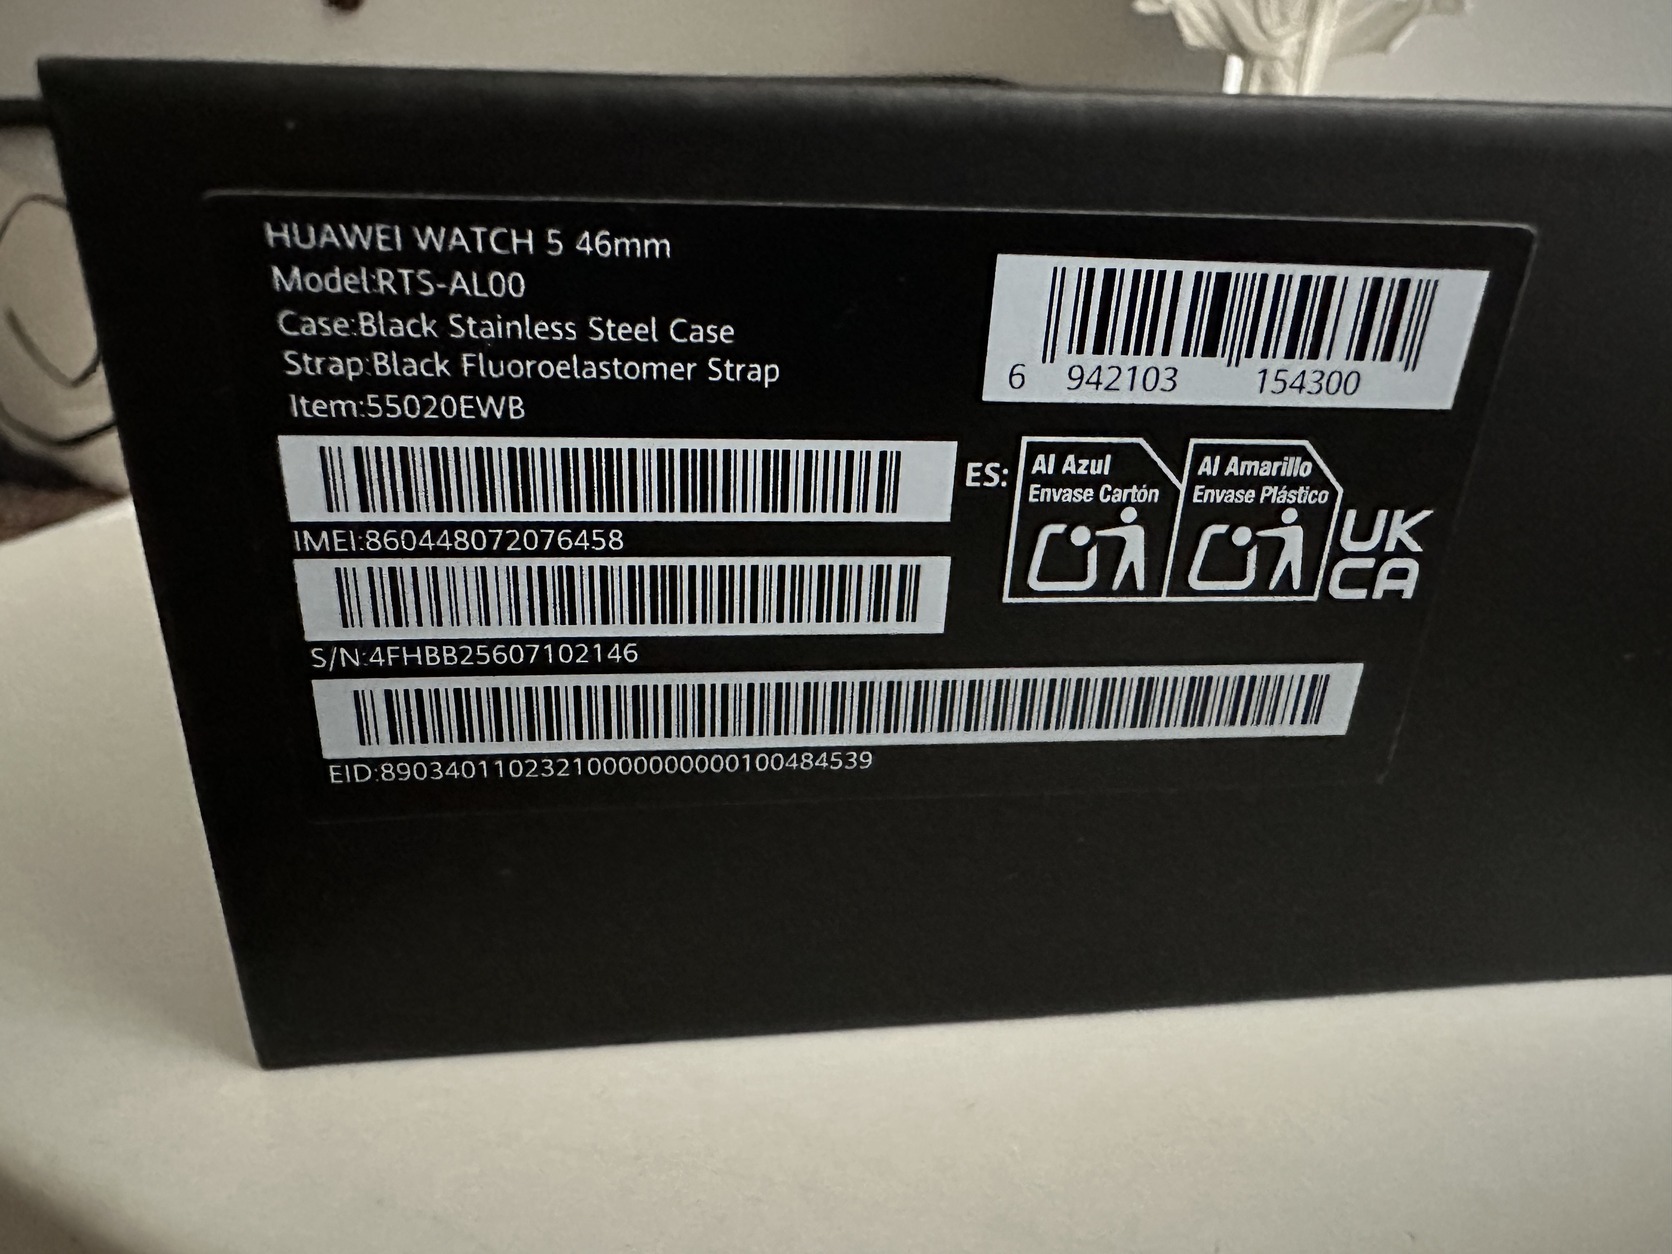 HUAWEI WATCH 5 46mm
Model:RTS-AL00
Case:Black Stainless Steel Case
Strap:Black Fluoroelastomer Strap
Item:55020EWB
6 942103 154300
IMEI:860448072076458
S/N:4FHBB25607102146
EID:89034011023210000000000100484539
ES:
Al Azul
Envase Cartón
Al Amarillo
Envase Plástico
UK
CA